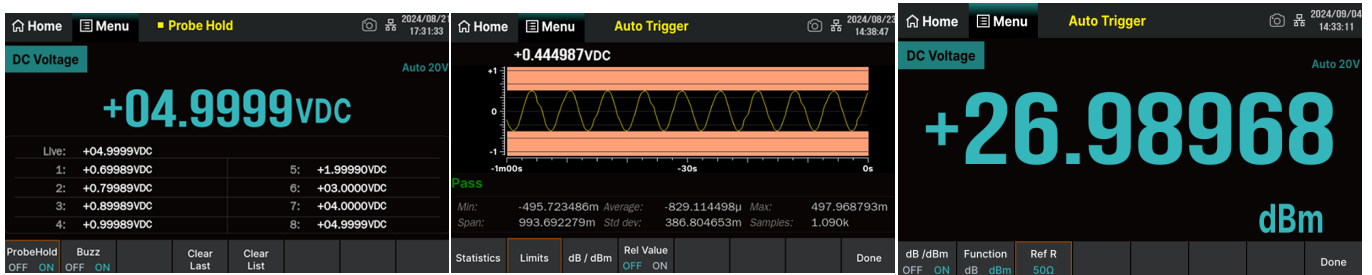 Home Menu Probe Hold 2024/08/21
17:31:33
DC Voltage
Auto 20V
+04.9999VDC
Live: +04.9999VDC
1: +0.69989VDC 5: +1.99990VDC
2: +0.79989VDC 6: +03.0000VDC
3: +0.89989VDC 7: +04.0000VDC
4: +0.99989VDC 8: +04.9999VDC
ProbeHold Buzz Clear Clear
OFF ON OFF ON Last List
Home Menu Auto Trigger 2024/08/23
14:38:47
+0.444987VDC
+1
0
-1
-1m00s -30s 0s
Pass
Min: -495.723486m Average: -829.114498µ Max: 497.968793m
Span: 993.692279m Std dev: 386.804653m Samples: 1.090k
Statistics Limits dB / dBm Rel Value Done
OFF ON
Home Menu Auto Trigger 2024/09/04
14:33:11
DC Voltage
Auto 20V
+26.98968
dBm
dB /dBm Function Ref R Done
OFF ON dB dBm 50Ω